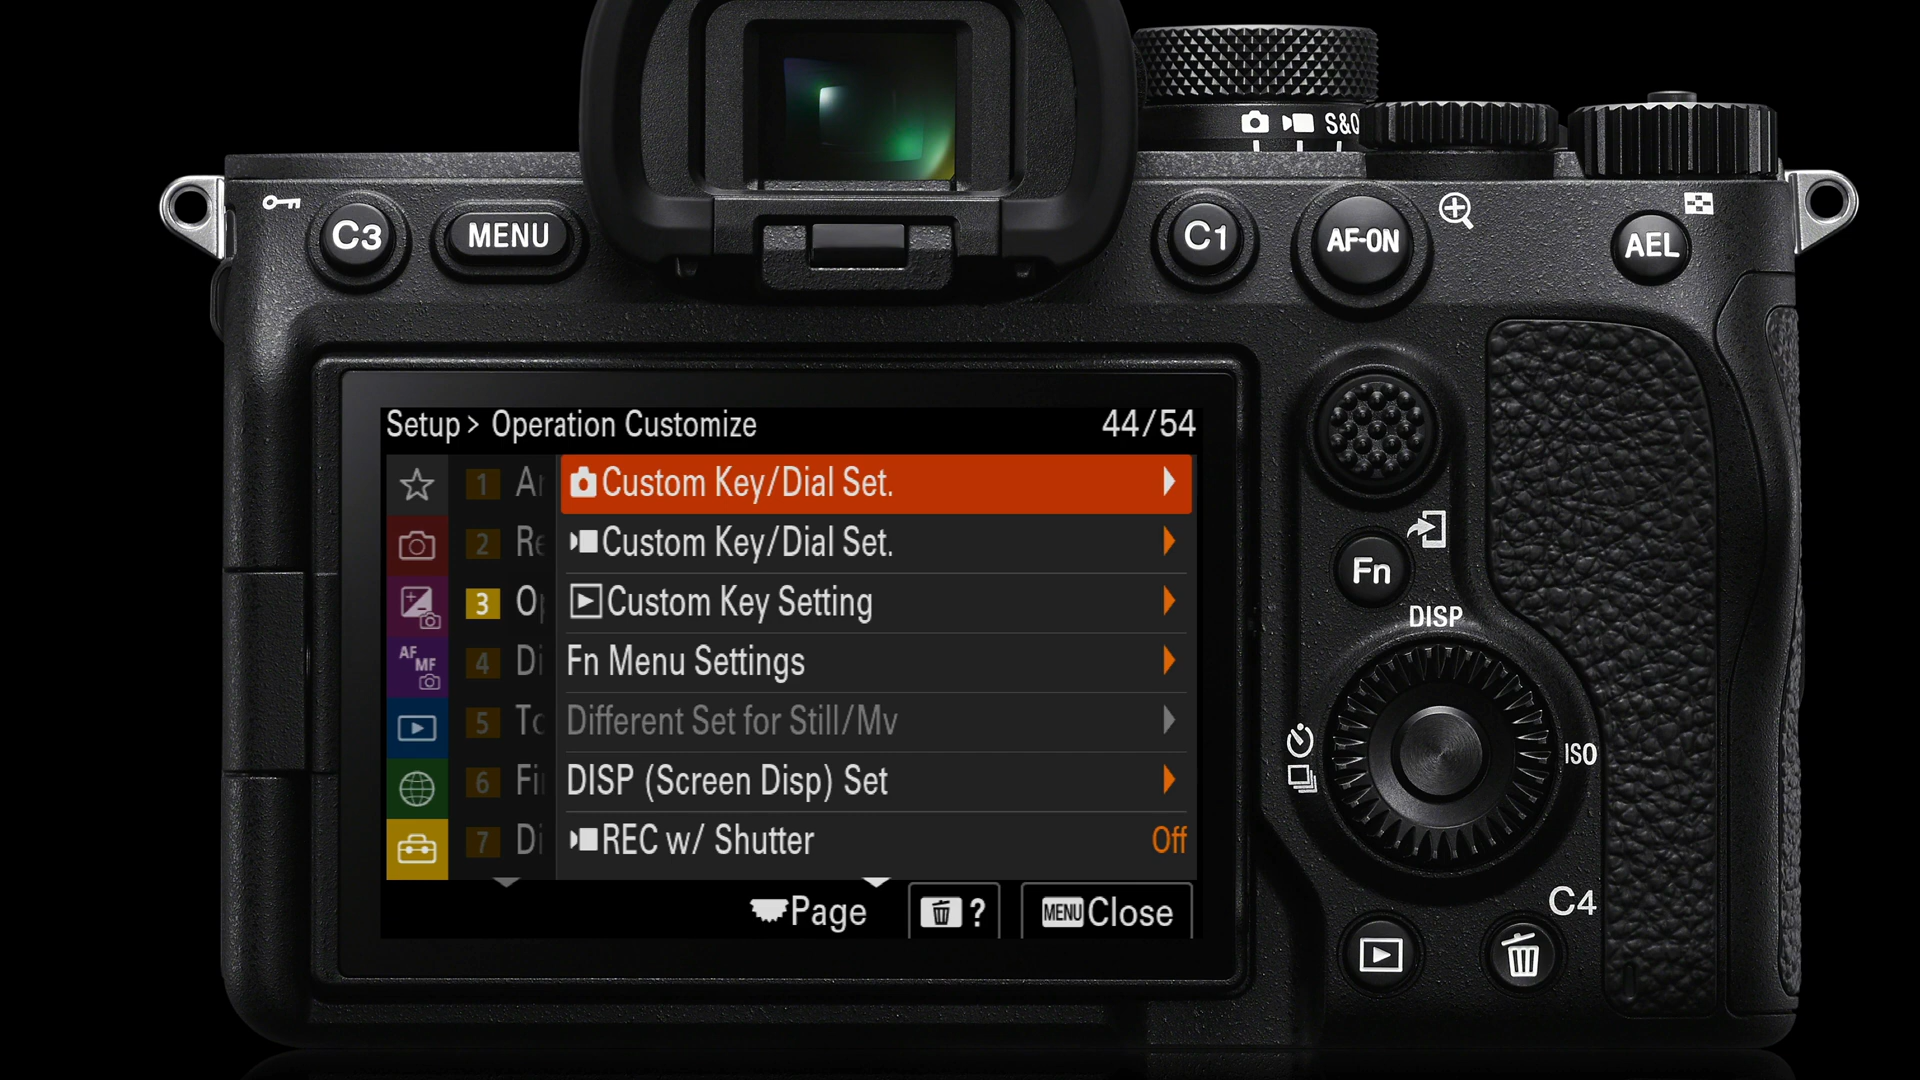 S&Q
C3
MENU
C1
AF-ON
AEL
Setup > Operation Customize 44/54
1
Custom Key/Dial Set.
2
Custom Key/Dial Set.
3
Custom Key Setting
4
Fn Menu Settings
5
Different Set for Still/Mv
6
DISP (Screen Disp) Set
7
REC w/ Shutter Off
AF MF
Page
?
MENU Close
Fn
DISP
ISO
C4